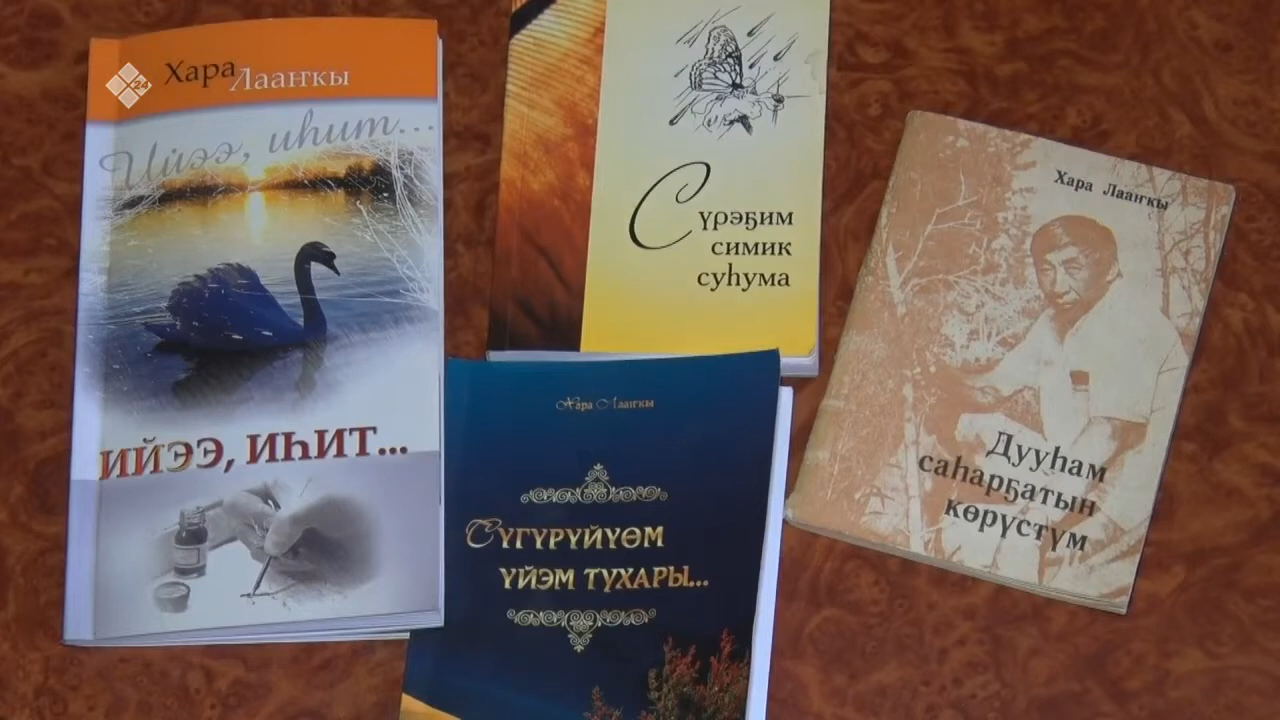 24
Хара
Лааҥкы
Ийээ, иһит...
ИЙЭЭ, ИҺИТ...
Сүрэҕим
симик
суһума
Хара Лааҥкы
Сүгүрүйүөм
үйэм тухары...
Хара Лааҥкы
Дууһам
саһарҕатын
көрүстүм